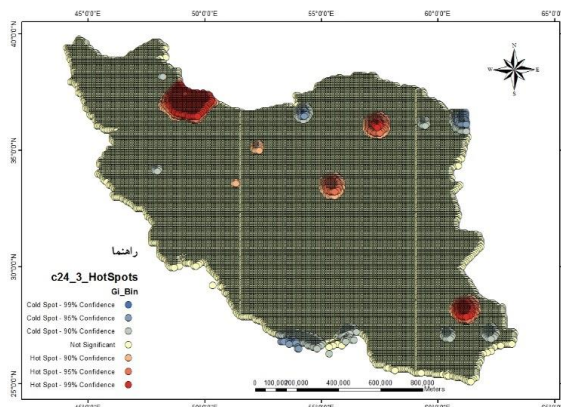 45°0'0"E 50°0'0"E 55°0'0"E 60°0'0"E 65°0'0"E
40°0'0"N
N
W E
S
35°0'0"N
30°0'0"N
25°0'0"N
راهنما
c24_3_HotSpots
Gi_Bin
Cold Spot - 99% Confidence
Cold Spot - 95% Confidence
Cold Spot - 90% Confidence
Not Significant
Hot Spot - 90% Confidence
Hot Spot - 95% Confidence
Hot Spot - 99% Confidence
0 100,000200,000 400,000 600,000 800,000
Meters